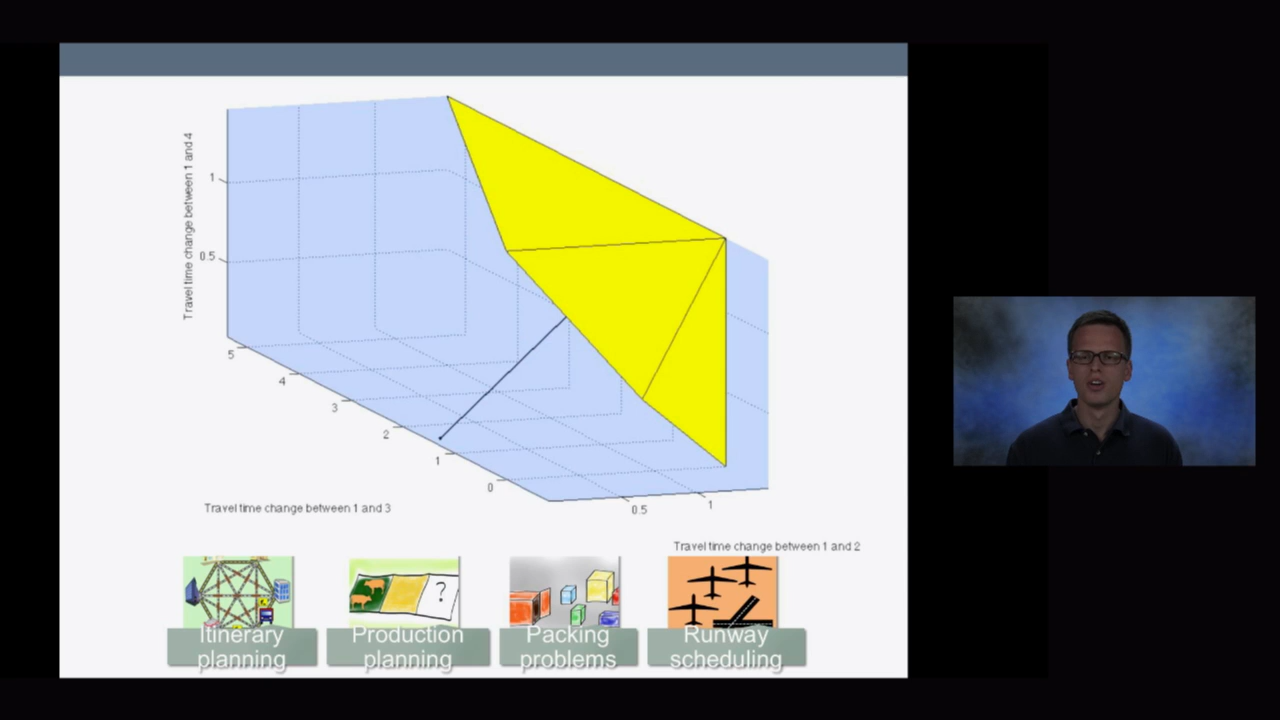 Travel time change between 1 and 4
1
0.5
5
4
3
2
1
0
0.5
1
Travel time change between 1 and 3
Travel time change between 1 and 2
?
Itinerary
planning
Production
planning
Packing
problems
Runway
scheduling